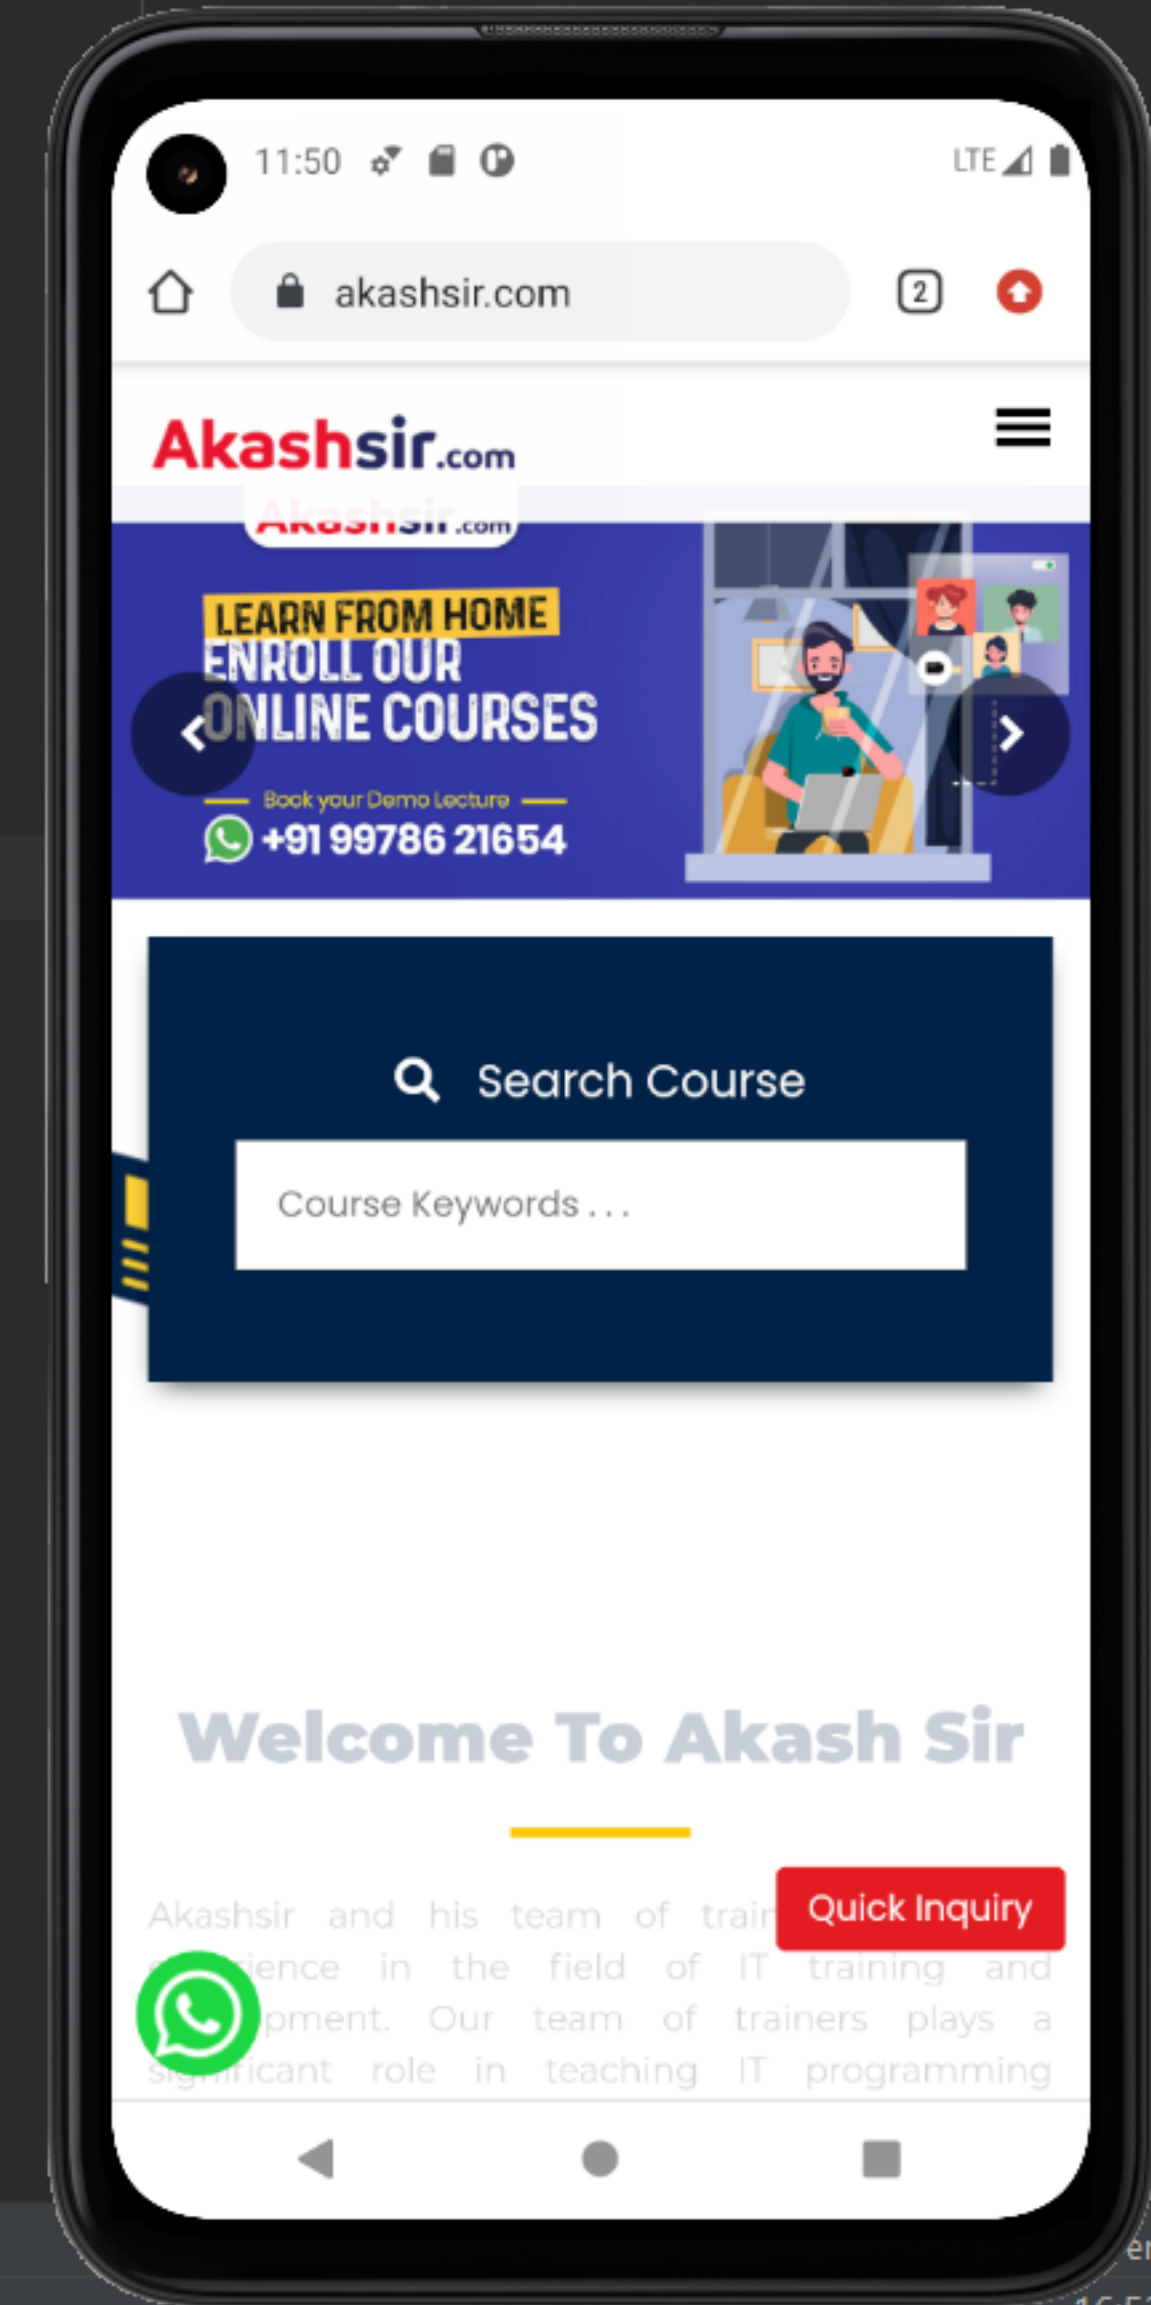 11:50
LTE
akashsir.com
2
Akashsir.com
Akashsir.com
LEARN FROM HOME
ENROLL OUR
ONLINE COURSES
Book your Demo Lecture
+91 99786 21654
Search Course
Course Keywords . . .
Welcome To Akash Sir
Akashsir and his team of
Quick Inquiry
in the field of IT training and
Our team of trainers plays a
role in teaching IT programming